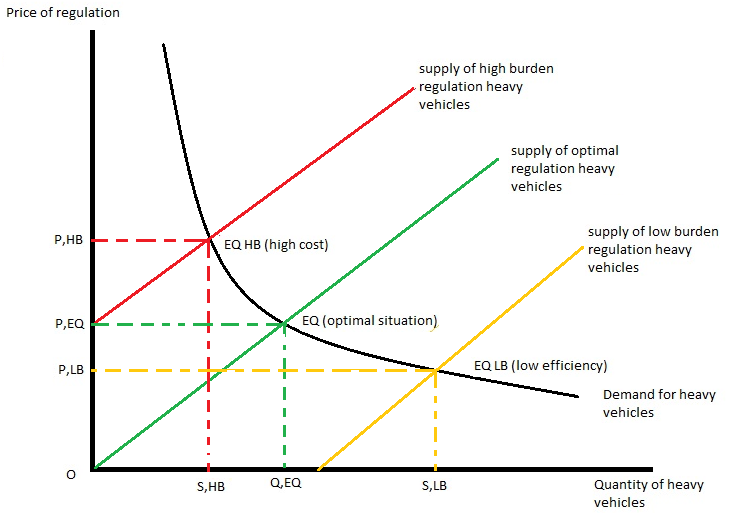 Price of regulation
supply of high burden
regulation heavy
vehicles
supply of optimal
regulation heavy
vehicles
supply of low burden
regulation heavy
vehicles
P,HB
EQ HB (high cost)
P,EQ
EQ (optimal situation)
P,LB
EQ LB (low efficiency)
Demand for heavy
vehicles
O
S,HB
Q,EQ
S,LB
Quantity of heavy
vehicles